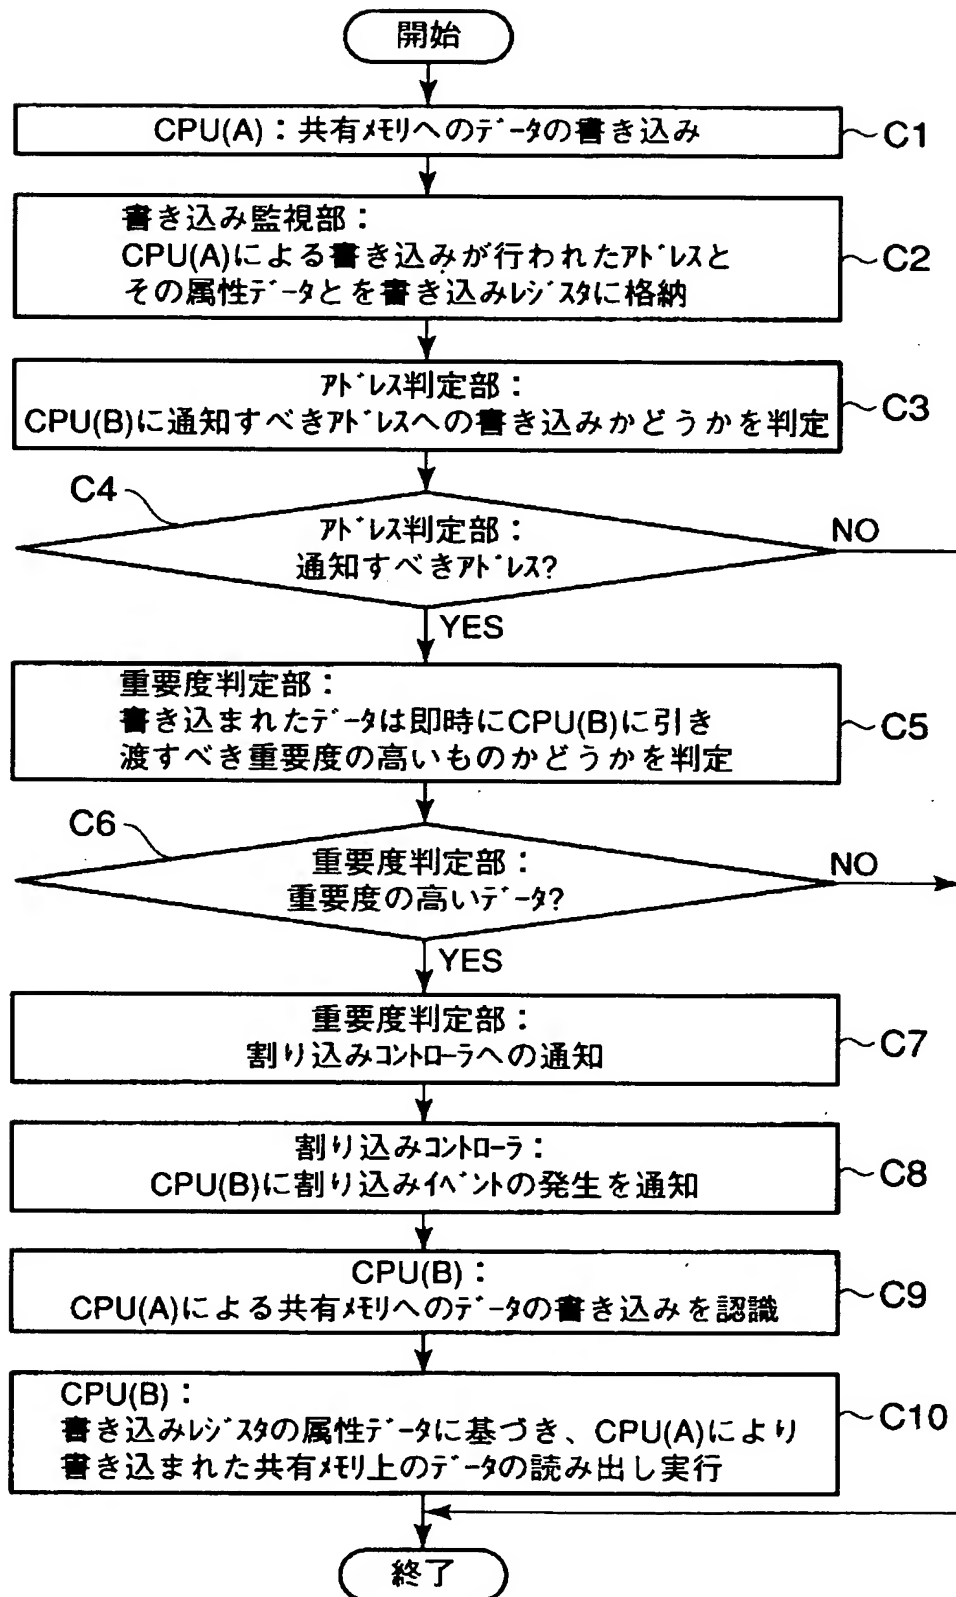 開始
CPU(A)：共有ﾒﾓﾘへのﾃﾞｰﾀの書き込み
C1
書き込み監視部：
CPU(A)による書き込みが行われたｱﾄﾞﾚｽと
その属性ﾃﾞｰﾀとを書き込みﾚｼﾞｽﾀに格納
C2
ｱﾄﾞﾚｽ判定部：
CPU(B)に通知すべきｱﾄﾞﾚｽへの書き込みかどうかを判定
C3
C4
ｱﾄﾞﾚｽ判定部：
通知すべきｱﾄﾞﾚｽ?
NO
YES
重要度判定部：
書き込まれたﾃﾞｰﾀは即時にCPU(B)に引き
渡すべき重要度の高いものかどうかを判定
C5
C6
重要度判定部：
重要度の高いﾃﾞｰﾀ?
NO
YES
重要度判定部：
割り込みｺﾝﾄﾛｰﾗへの通知
C7
割り込みｺﾝﾄﾛｰﾗ：
CPU(B)に割り込みｲﾍﾞﾝﾄの発生を通知
C8
CPU(B)：
CPU(A)による共有ﾒﾓﾘへのﾃﾞｰﾀの書き込みを認識
C9
CPU(B)：
書き込みﾚｼﾞｽﾀの属性ﾃﾞｰﾀに基づき、CPU(A)により
書き込まれた共有ﾒﾓﾘ上のﾃﾞｰﾀの読み出し実行
C10
終了